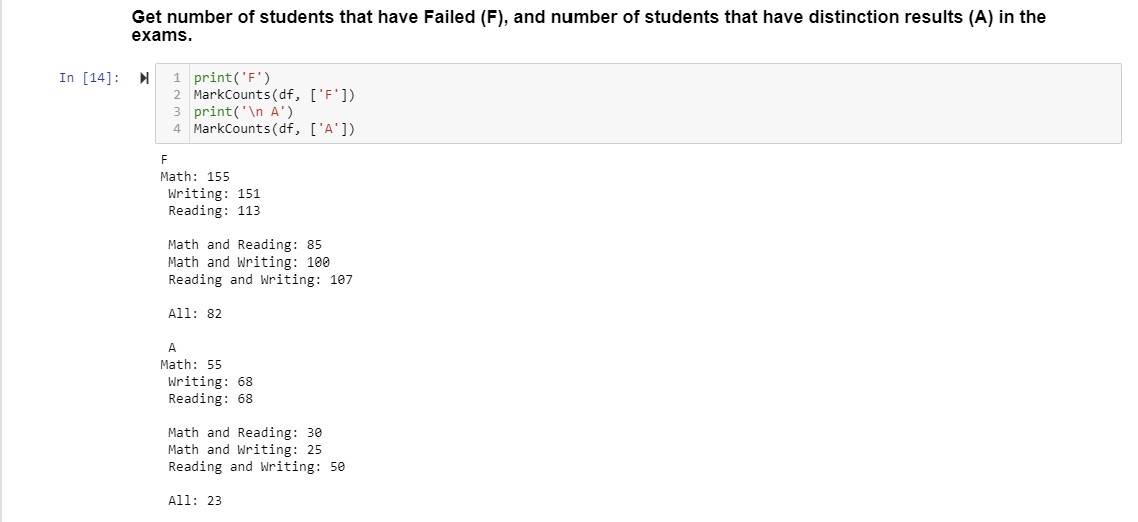 Get number of students that have Failed (F), and number of students that have distinction results (A) in the
exams.
In [14]:
1 print('F')
2 MarkCounts(df, ['F'])
3 print('\n A')
4 MarkCounts(df, ['A'])
F
Math: 155
Writing: 151
Reading: 113
Math and Reading: 85
Math and Writing: 100
Reading and Writing: 107
All: 82
A
Math: 55
Writing: 68
Reading: 68
Math and Reading: 30
Math and Writing: 25
Reading and Writing: 50
All: 23